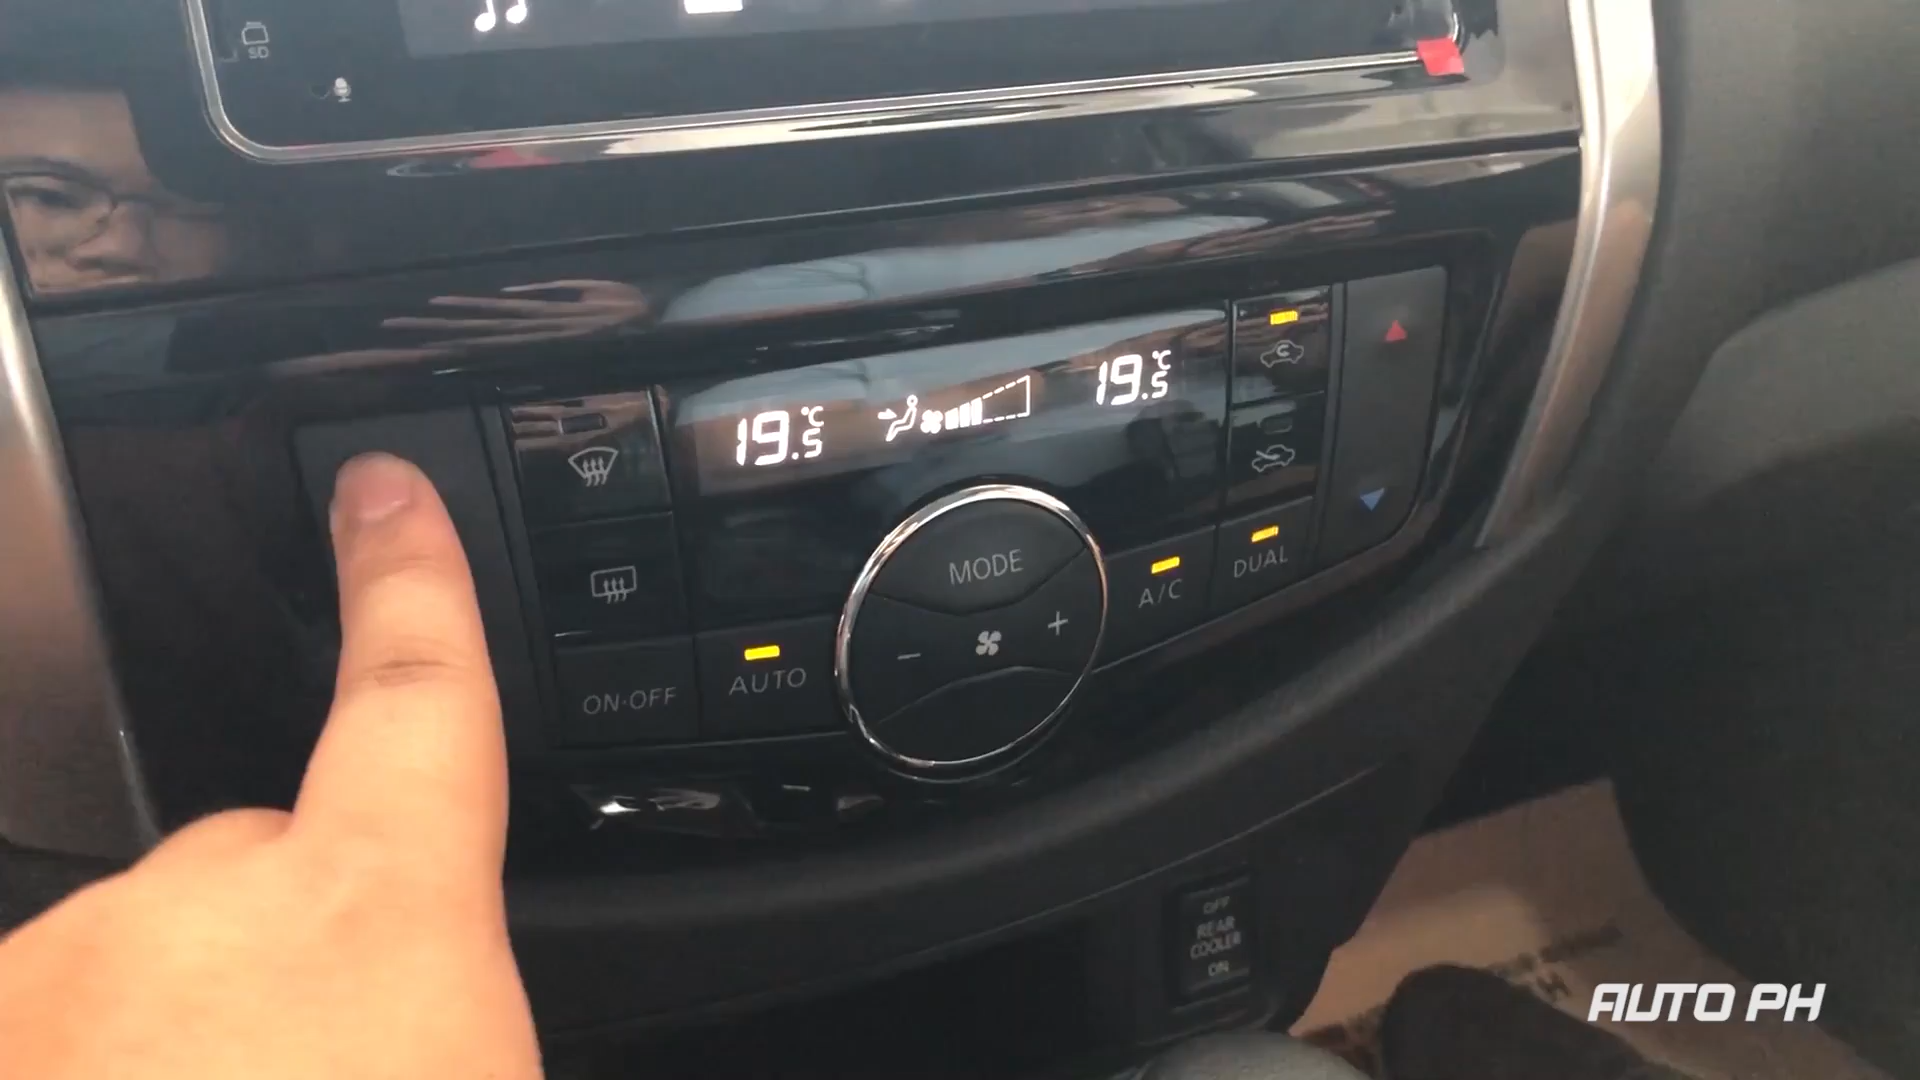 SD
19.5°C
19.5°C
MODE
A/C
DUAL
AUTO
ON·OFF
− +
OFF
REAR
COOLER
ON
AUTO PH